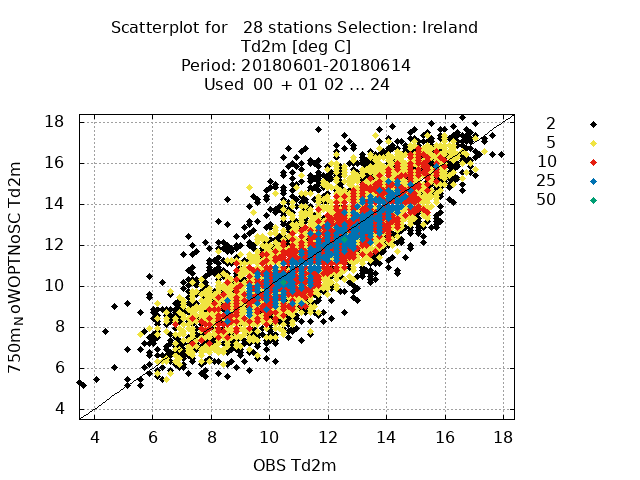 Scatterplot for   28 stations Selection: Ireland
Td2m [deg C]
Period: 20180601-20180614
Used  00 + 01 02 ... 24
750m_NoWOPTNoSC Td2m
18
16
14
12
10
8
6
4
4 6 8 10 12 14 16 18
OBS Td2m
2
5
10
25
50